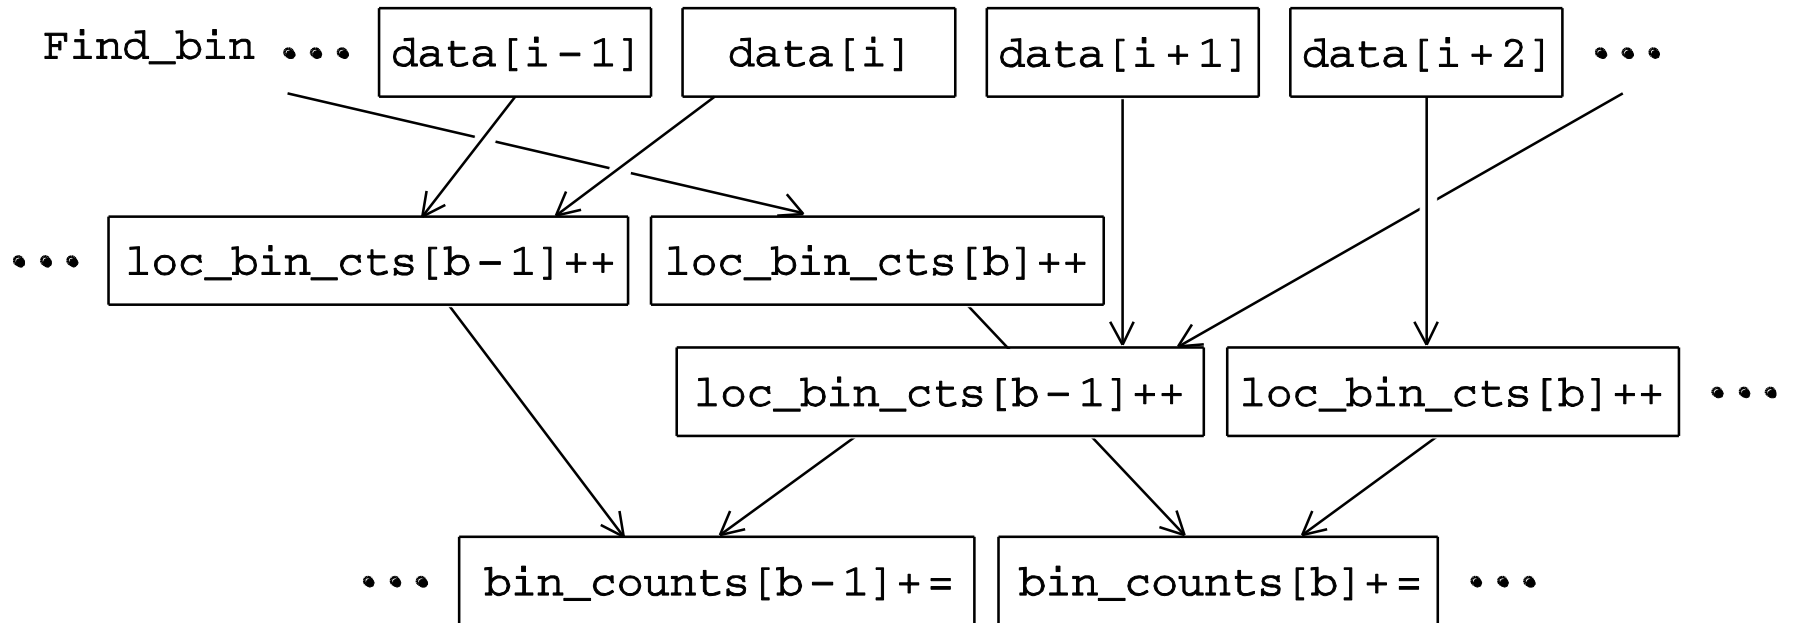 Find_bin ••• data[i-1] data[i] data[i+1] data[i+2] •••
••• loc_bin_cts[b-1]++ loc_bin_cts[b]++
loc_bin_cts[b-1]++ loc_bin_cts[b]++ •••
••• bin_counts[b-1]+= bin_counts[b]+= •••